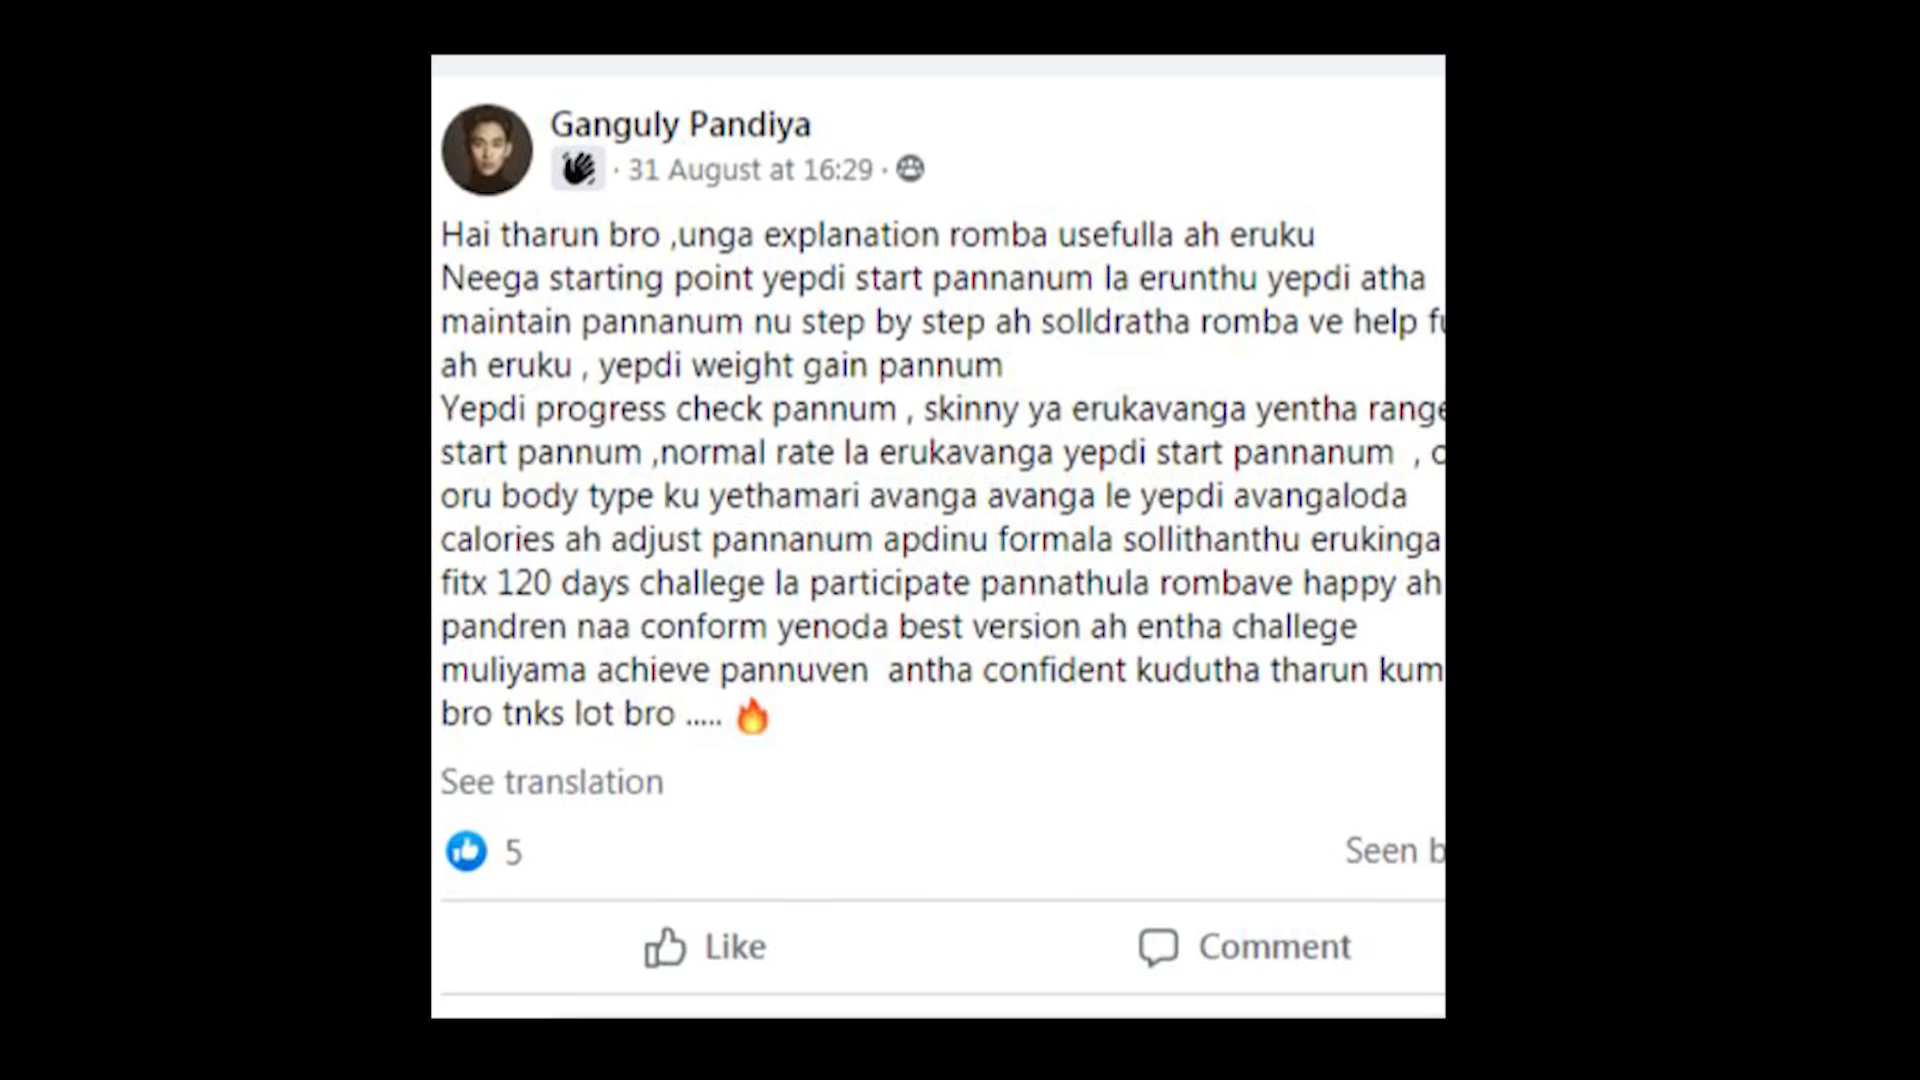 Ganguly Pandiya
· 31 August at 16:29 ·
Hai tharun bro ,unga explanation romba usefulla ah eruku
Neega starting point yepdi start pannanum la erunthu yepdi atha
maintain pannanum nu step by step ah solldratha romba ve help
ah eruku , yepdi weight gain pannum
Yepdi progress check pannum , skinny ya erukavanga yentha range
start pannum ,normal rate la erukavanga yepdi start pannanum ,
oru body type ku yethamari avanga avanga le yepdi avangaloda
calories ah adjust pannanum apdinu formala sollithanthu erukinga
fitx 120 days challege la participate pannathula rombave happy ah
pandren naa conform yenoda best version ah entha challege
muliyama achieve pannuven antha confident kudutha tharun kum
bro tnks lot bro ..... 🔥
See translation
5
Seen
Like
Comment